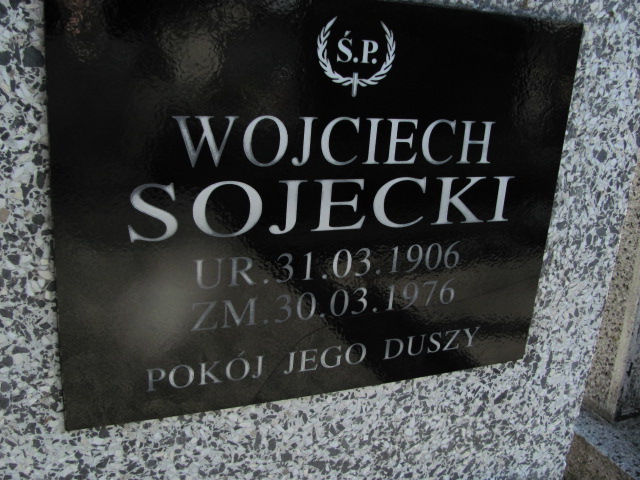 Ś.P.
WOJCIECH
SOJECKI
UR.31.03.1906
ZM.30.03.1976
POKÓJ JEGO DUSZY